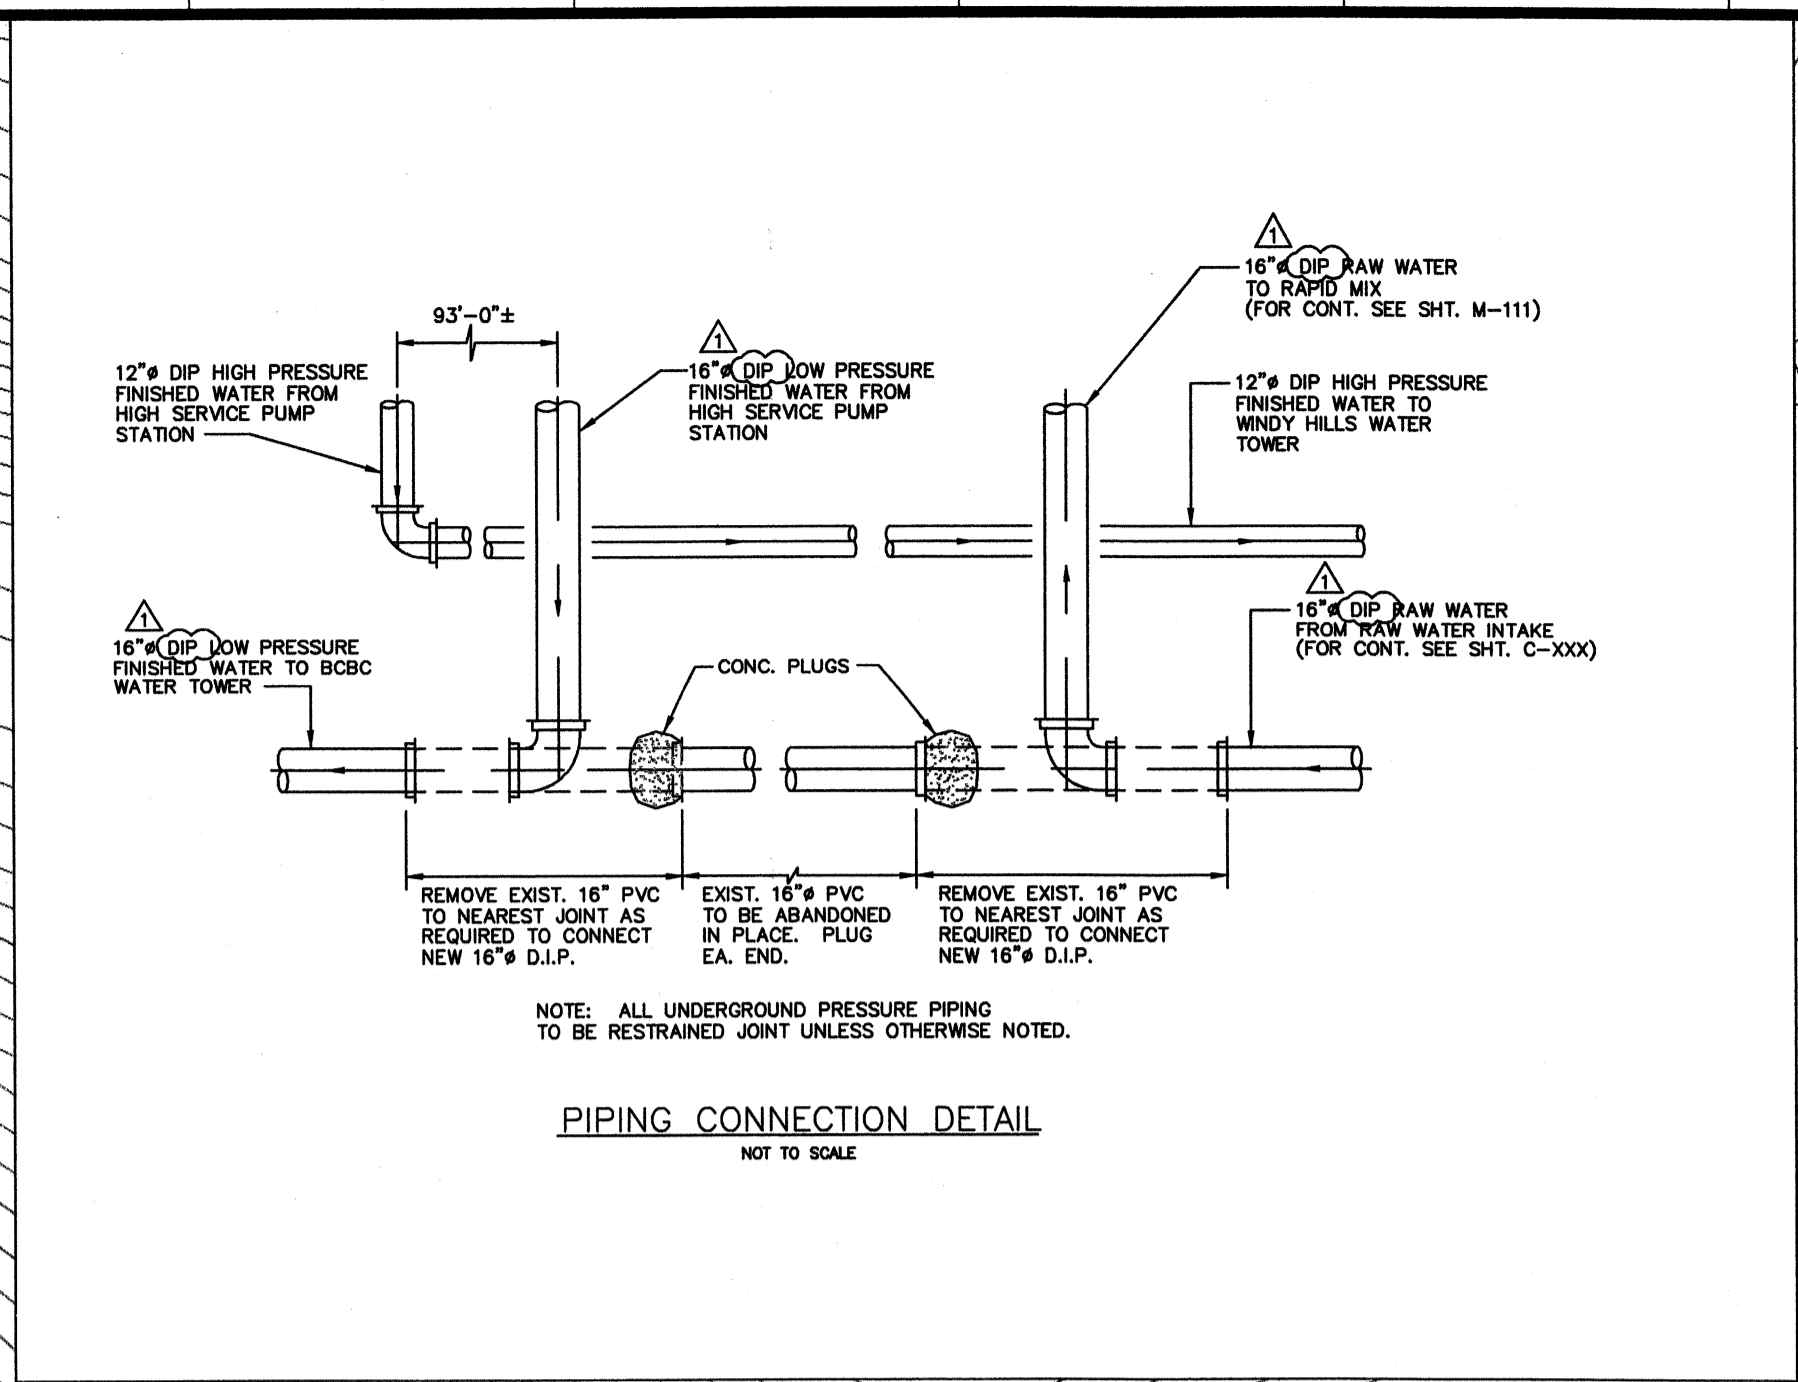 1
16"ø DIP RAW WATER
TO RAPID MIX
(FOR CONT. SEE SHT. M-111)
93'-0"±
12"ø DIP HIGH PRESSURE
FINISHED WATER FROM
HIGH SERVICE PUMP
STATION
1
16"ø DIP LOW PRESSURE
FINISHED WATER FROM
HIGH SERVICE PUMP
STATION
12"ø DIP HIGH PRESSURE
FINISHED WATER TO
WINDY HILLS WATER
TOWER
1
16"ø DIP LOW PRESSURE
FINISHED WATER TO BCBC
WATER TOWER
CONC. PLUGS
1
16"ø DIP RAW WATER
FROM RAW WATER INTAKE
(FOR CONT. SEE SHT. C-XXX)
REMOVE EXIST. 16" PVC
TO NEAREST JOINT AS
REQUIRED TO CONNECT
NEW 16"ø D.I.P.
EXIST. 16"ø PVC
TO BE ABANDONED
IN PLACE. PLUG
EA. END.
REMOVE EXIST. 16" PVC
TO NEAREST JOINT AS
REQUIRED TO CONNECT
NEW 16"ø D.I.P.
NOTE: ALL UNDERGROUND PRESSURE PIPING
TO BE RESTRAINED JOINT UNLESS OTHERWISE NOTED.
PIPING CONNECTION DETAIL
NOT TO SCALE